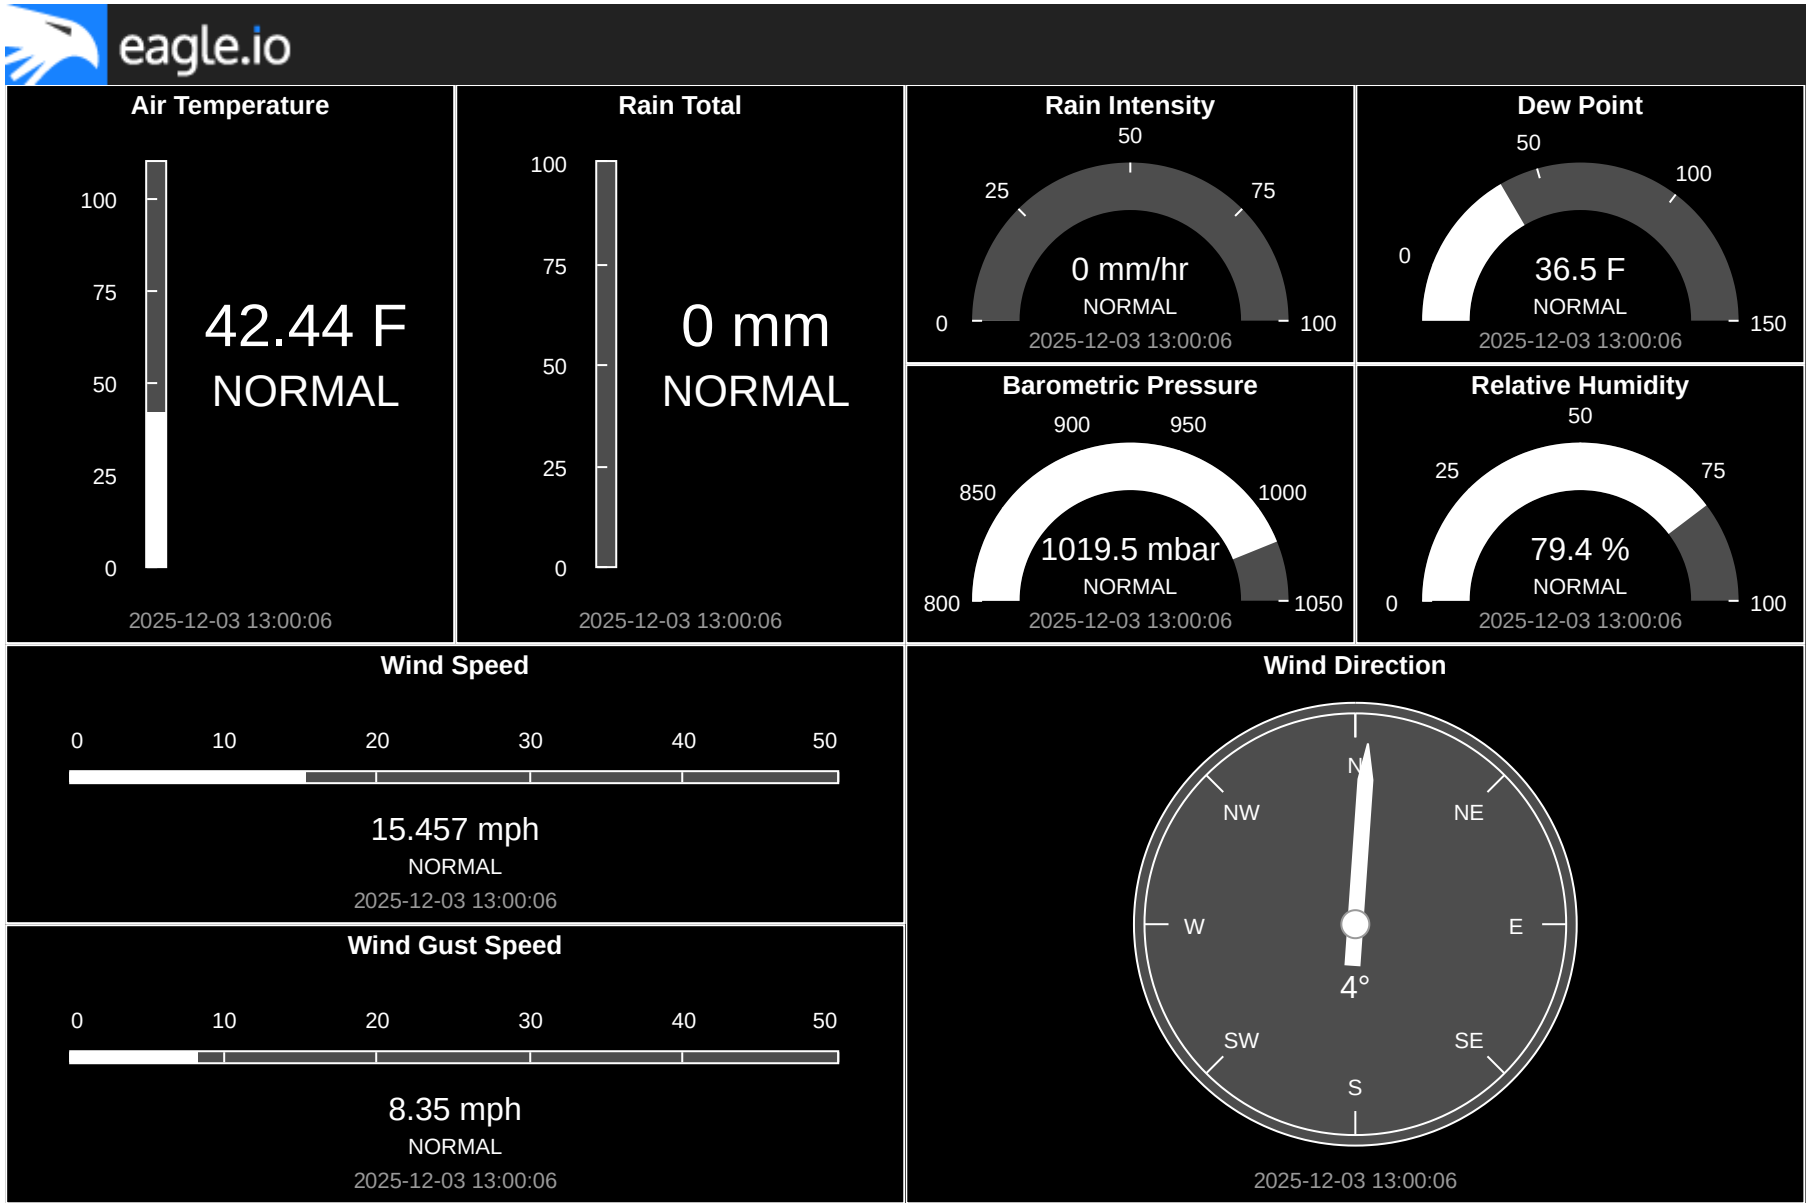 eagle.io
Air Temperature
100
75
50
25
0
42.44 F
NORMAL
2025-12-03 13:00:06
Rain Total
100
75
50
25
0
0 mm
NORMAL
2025-12-03 13:00:06
Rain Intensity
50
25
75
0
100
0 mm/hr
NORMAL
2025-12-03 13:00:06
Dew Point
50
100
0
150
36.5 F
NORMAL
2025-12-03 13:00:06
Barometric Pressure
900 950
850 1000
800 1050
1019.5 mbar
NORMAL
2025-12-03 13:00:06
Relative Humidity
50
25 75
0 100
79.4 %
NORMAL
2025-12-03 13:00:06
Wind Speed
0 10 20 30 40 50
15.457 mph
NORMAL
2025-12-03 13:00:06
Wind Gust Speed
0 10 20 30 40 50
8.35 mph
NORMAL
2025-12-03 13:00:06
Wind Direction
N
NW NE
W E
4°
SW SE
S
2025-12-03 13:00:06